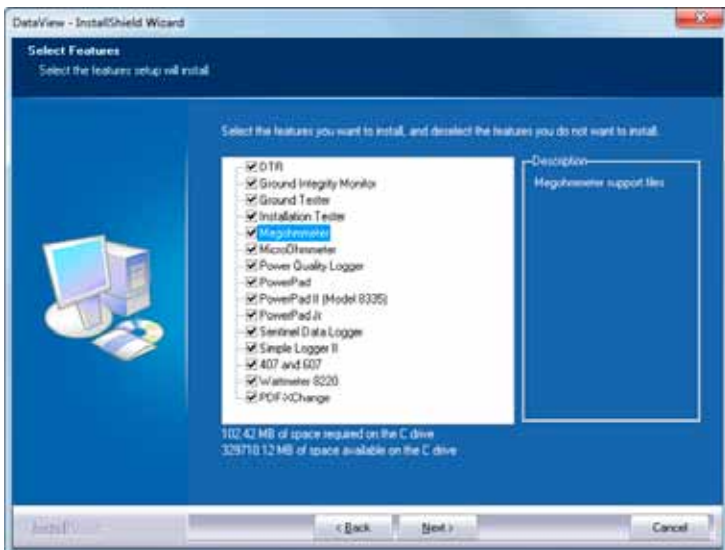 DataView - InstallShield Wizard
Select Features
Select the features setup will install.
Select the features you want to install, and deselect the features you do not want to install.
DTR
Ground Integrity Monitor
Ground Tester
Installation Tester
Megohmmeter
MicroOhmmeter
Power Quality Logger
PowerPad
PowerPad II (Model 8335)
PowerPad Jr
Sentinel Data Logger
Simple Logger II
407 and 607
Wattmeter 8220
PDF-XChange
Description
Megohmmeter support files
102.42 MB of space required on the C drive
329718.12 MB of space available on the C drive
InstallShield
< Back
Next >
Cancel